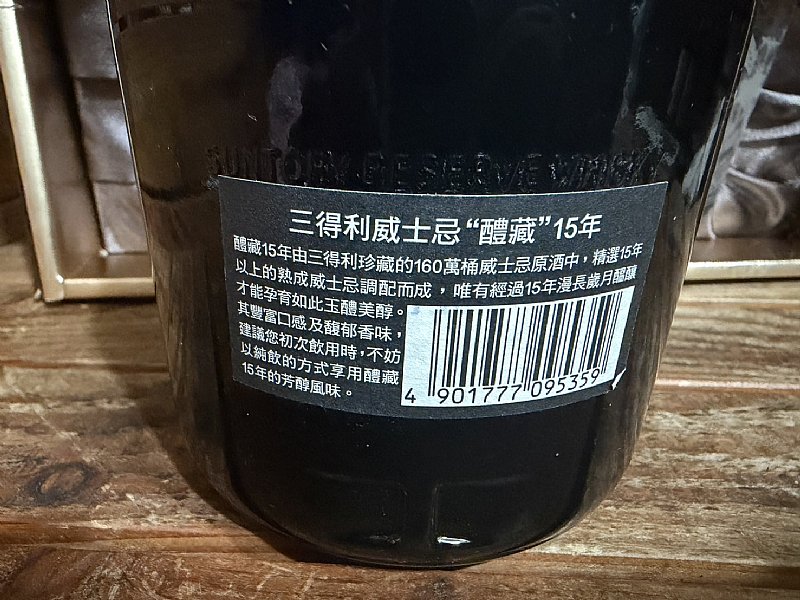 SUNTORY RESERVE WHISKY
三得利威士忌“醴藏”15年
醴藏15年由三得利珍藏的160萬桶威士忌原酒中，精選15年
以上的熟成威士忌調配而成，唯有經過15年漫長歲月醞釀
才能孕育如此玉醴美醇。
其豐富口感及馥郁香味，
建議您初次飲用時，不妨
以純飲的方式享用醴藏
15年的芳醇風味。
4 901777 095359